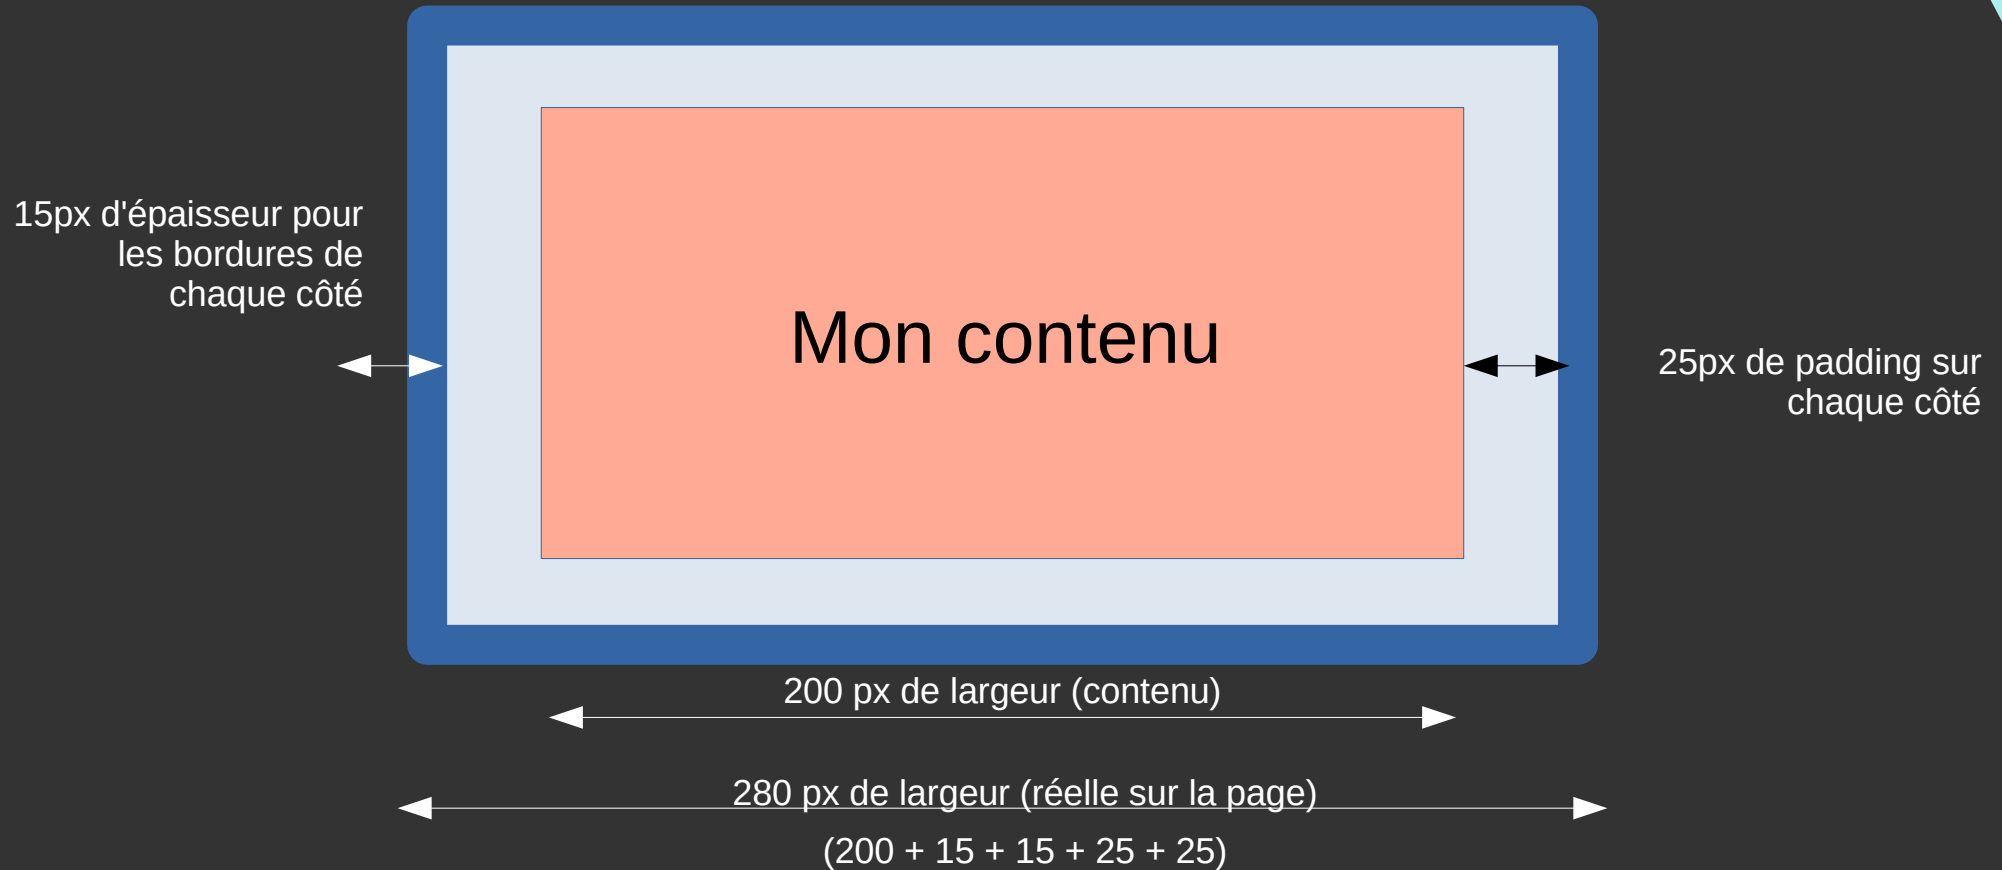 15px d'épaisseur pour
les bordures de
chaque côté
Mon contenu
25px de padding sur
chaque côté
200 px de largeur (contenu)
280 px de largeur (réelle sur la page)
(200 + 15 + 15 + 25 + 25)